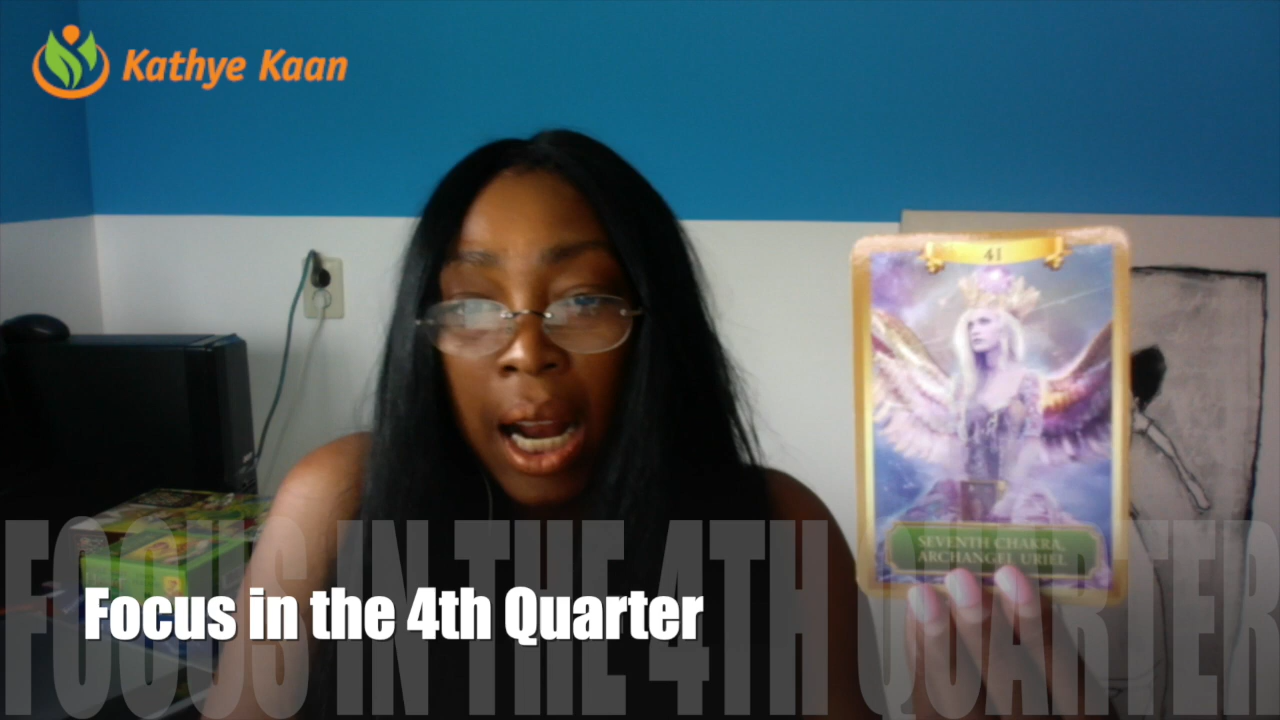 Kathye Kaan
41
SEVENTH CHAKRA,
ARCHANGEL URIEL
FOCUS IN THE 4TH QUARTER
Focus in the 4th Quarter